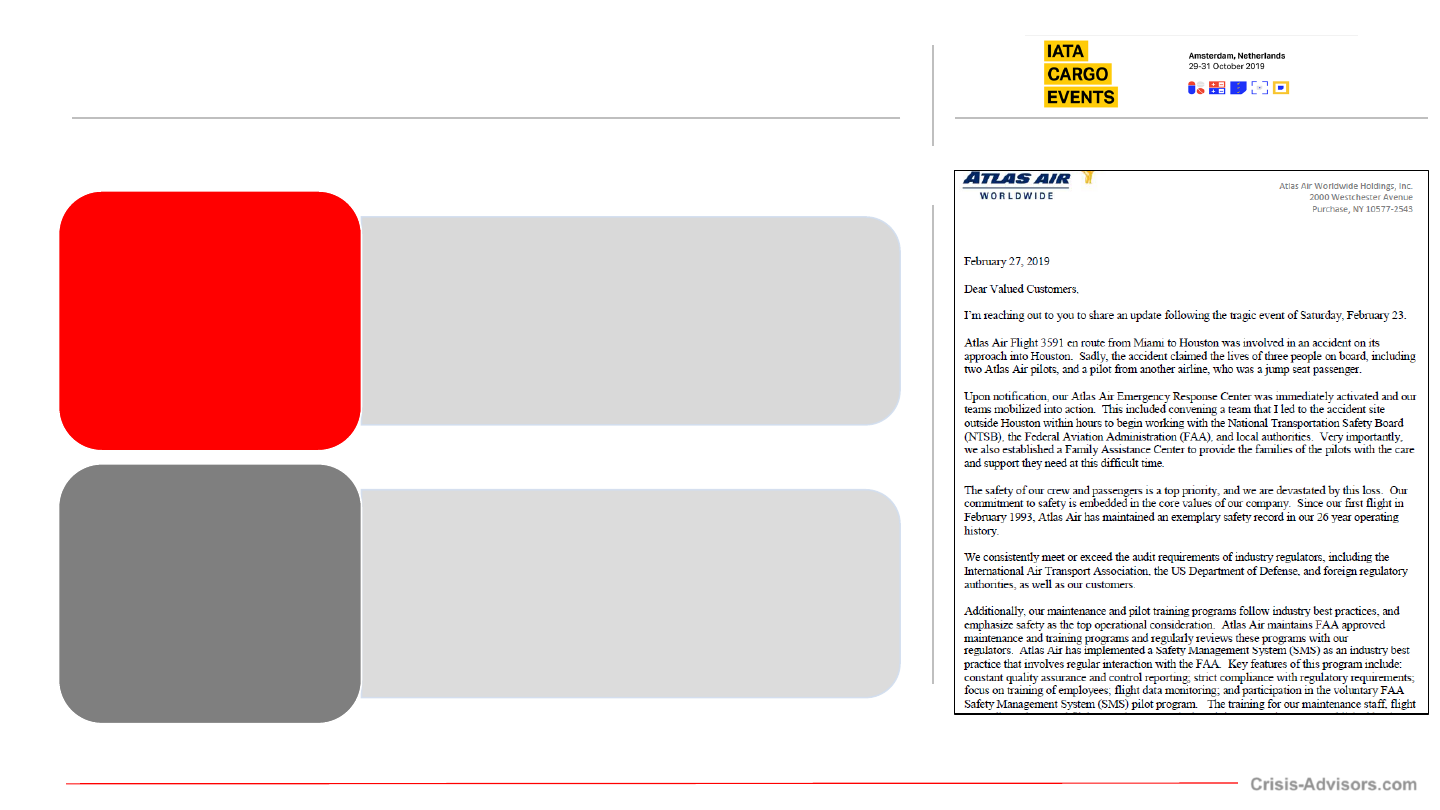 IATA
CARGO
EVENTS
Amsterdam, Netherlands
29-31 October 2019
ATLAS AIR
WORLDWIDE
Atlas Air Worldwide Holdings, Inc.
2000 Westchester Avenue
Purchase, NY 10577-2543
February 27, 2019
Dear Valued Customers,
I'm reaching out to you to share an update following the tragic event of Saturday, February 23.
Atlas Air Flight 3591 en route from Miami to Houston was involved in an accident on its
approach into Houston. Sadly, the accident claimed the lives of three people on board, including
two Atlas Air pilots, and a pilot from another airline, who was a jump seat passenger.
Upon notification, our Atlas Air Emergency Response Center was immediately activated and our
teams mobilized into action. This included convening a team that I led to the accident site
outside Houston within hours to begin working with the National Transportation Safety Board
(NTSB), the Federal Aviation Administration (FAA), and local authorities. Very importantly,
we also established a Family Assistance Center to provide the families of the pilots with the care
and support they need at this difficult time.
The safety of our crew and passengers is a top priority, and we are devastated by this loss. Our
commitment to safety is embedded in the core values of our company. Since our first flight in
February 1993, Atlas Air has maintained an exemplary safety record in our 26 year operating
history.
We consistently meet or exceed the audit requirements of industry regulators, including the
International Air Transport Association, the US Department of Defense, and foreign regulatory
authorities, as well as our customers.
Additionally, our maintenance and pilot training programs follow industry best practices, and
emphasize safety as the top operational consideration. Atlas Air maintains FAA approved
maintenance and training programs and regularly reviews these programs with our
regulators. Atlas Air has implemented a Safety Management System (SMS) as an industry best
practice that involves regular interaction with the FAA. Key features of this program include:
constant quality assurance and control reporting; strict compliance with regulatory requirements;
focus on training of employees; flight data monitoring; and participation in the voluntary FAA
Safety Management System (SMS) pilot program. The training for our maintenance staff, flight
Crisis-Advisors.com